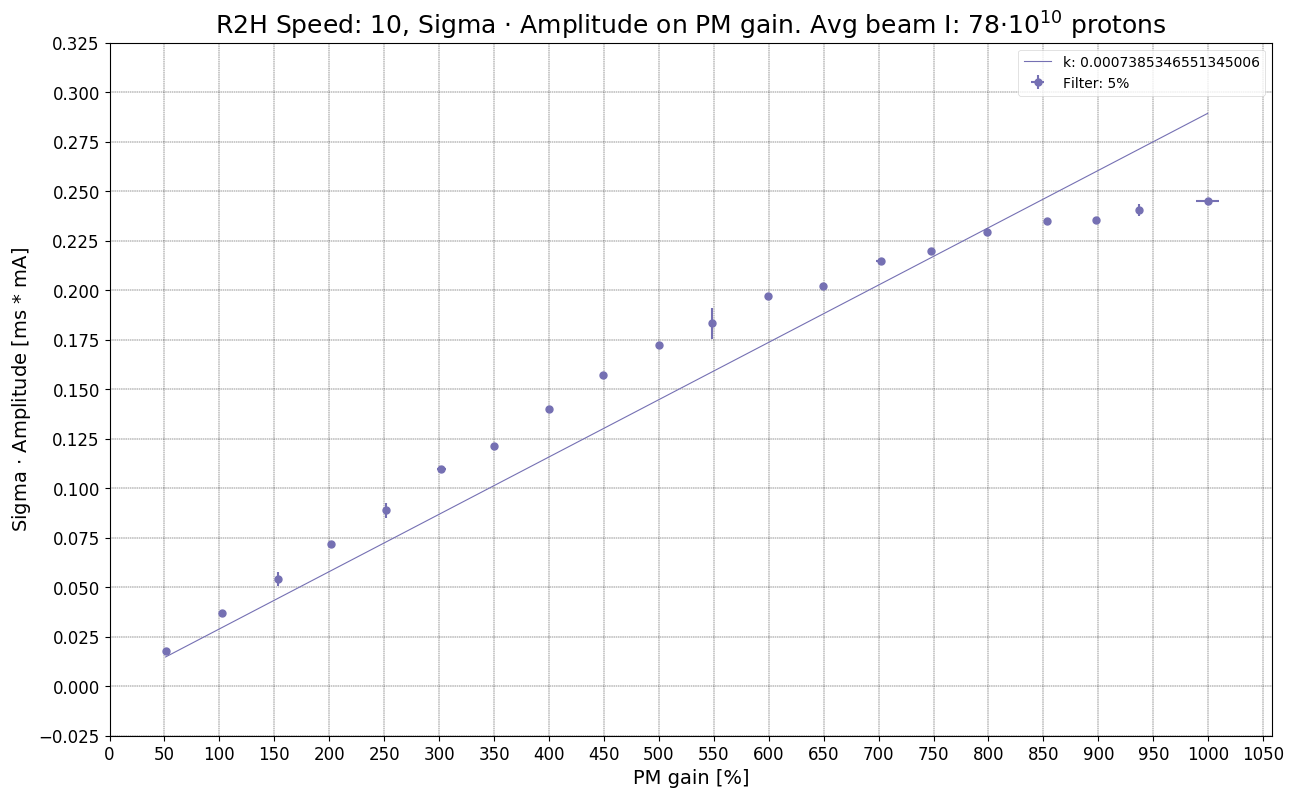 R2H Speed: 10, Sigma · Amplitude on PM gain. Avg beam I: 78·10^10 protons
k: 0.0007385346551345006
Filter: 5%
0.325
0.300
0.275
0.250
0.225
0.200
0.175
0.150
0.125
0.100
0.075
0.050
0.025
0.000
−0.025
Sigma · Amplitude [ms * mA]
0 50 100 150 200 250 300 350 400 450 500 550 600 650 700 750 800 850 900 950 1000 1050
PM gain [%]